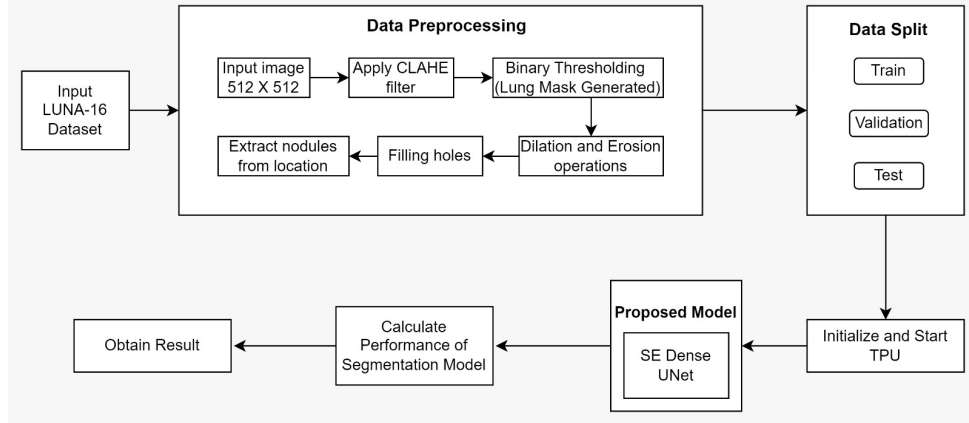 Input
LUNA-16
Dataset
Data Preprocessing
Input image
512 X 512
Apply CLAHE
filter
Binary Thresholding
(Lung Mask Generated)
Extract nodules
from location
Filling holes
Dilation and Erosion
operations
Data Split
Train
Validation
Test
Initialize and Start
TPU
Proposed Model
SE Dense
UNet
Calculate
Performance of
Segmentation Model
Obtain Result